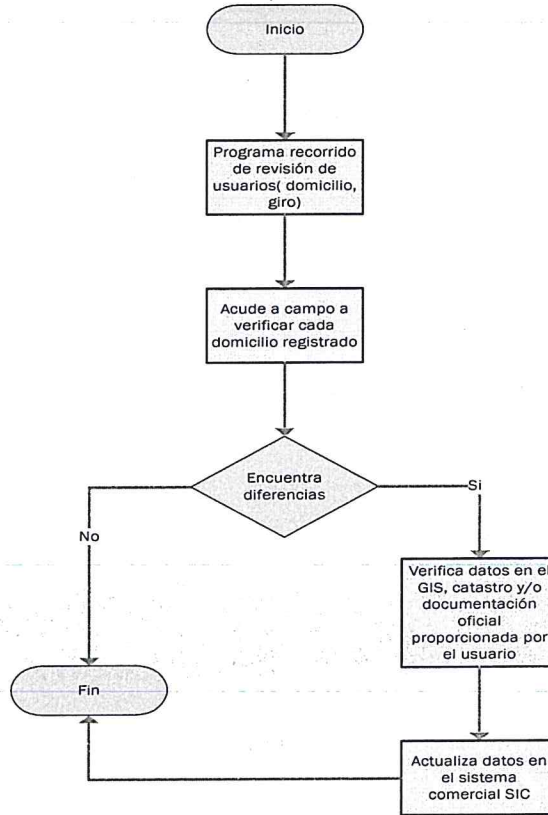 Inicio
Programa recorrido
de revisión de
usuarios( domicilio,
giro)
Acude a campo a
verificar cada
domicilio registrado
Encuentra
diferencias
No
Si
Verifica datos en el
GIS, catastro y/o
documentación
oficial
proporcionada por
el usuario
Fin
Actualiza datos en
el sistema
comercial SIC